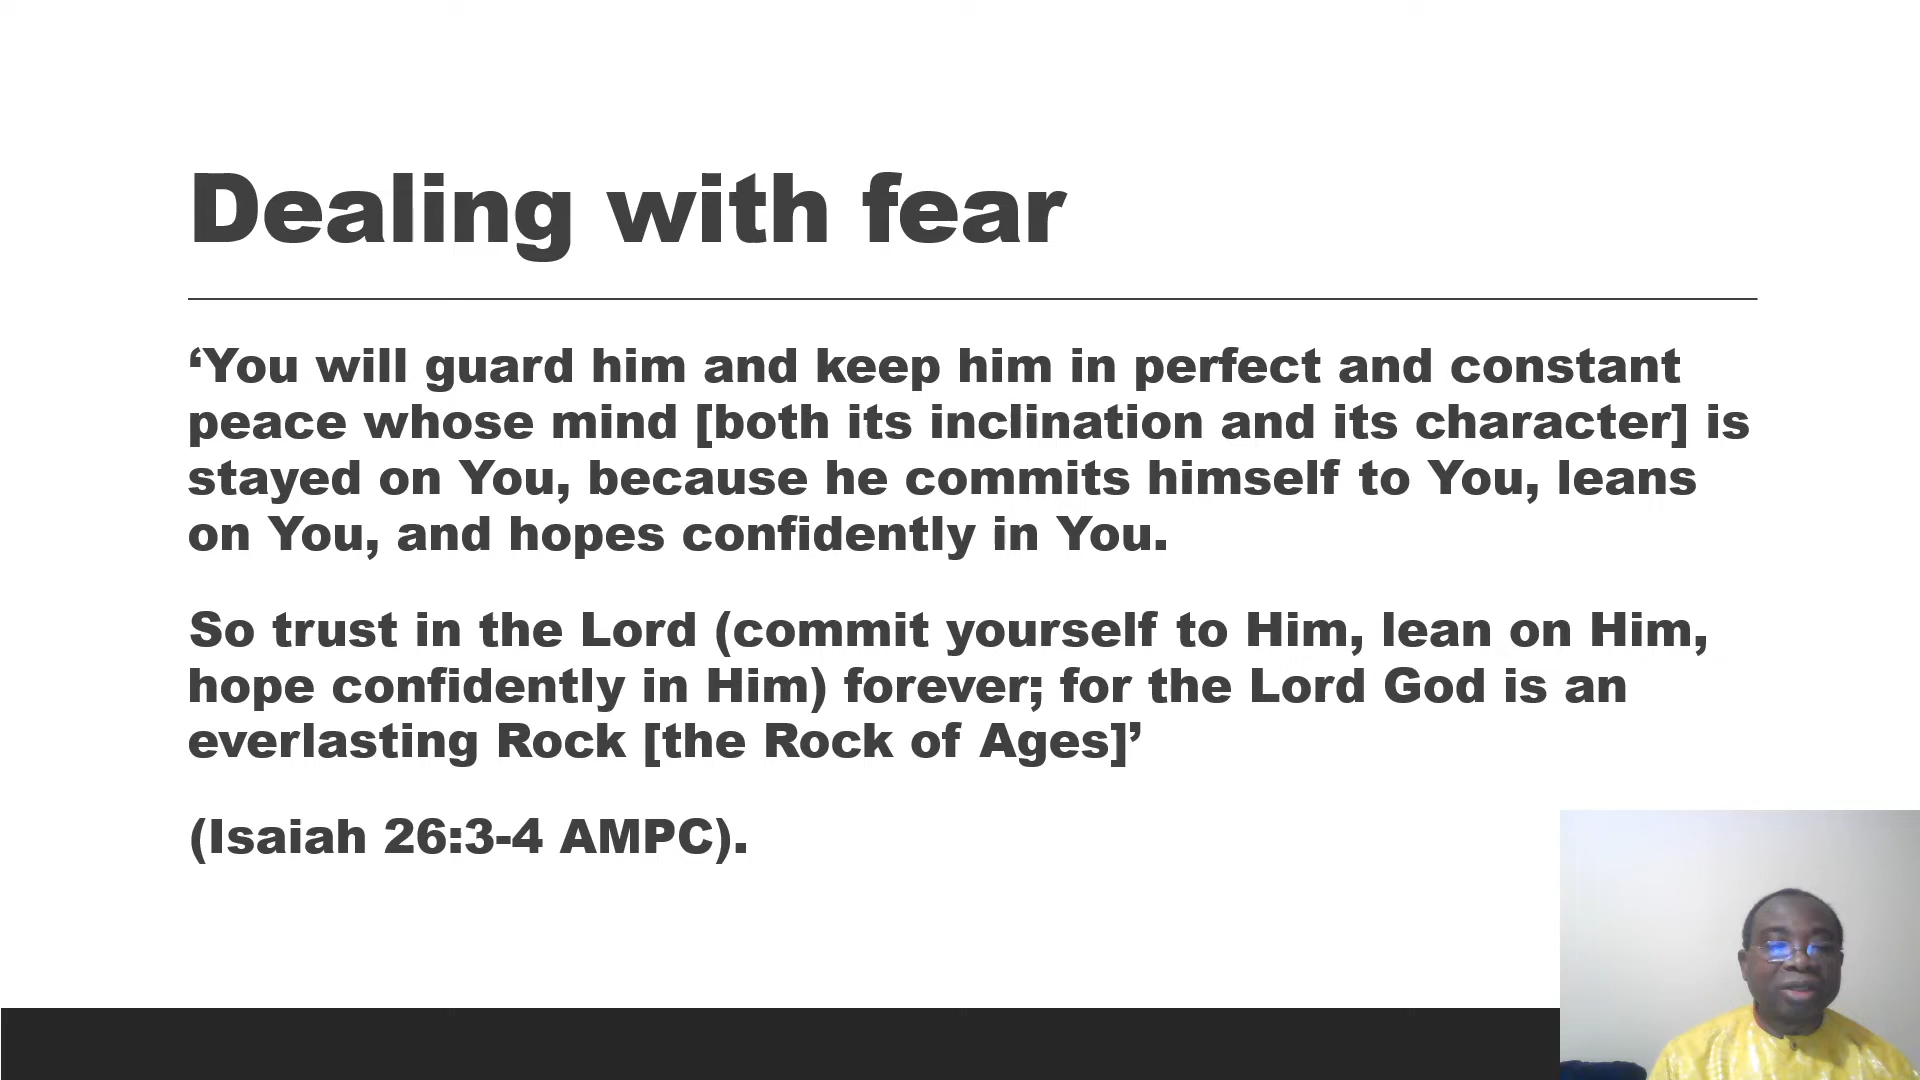 Dealing with fear
‘You will guard him and keep him in perfect and constant
peace whose mind [both its inclination and its character] is
stayed on You, because he commits himself to You, leans
on You, and hopes confidently in You.
So trust in the Lord (commit yourself to Him, lean on Him,
hope confidently in Him) forever; for the Lord God is an
everlasting Rock [the Rock of Ages]’
(Isaiah 26:3-4 AMPC).